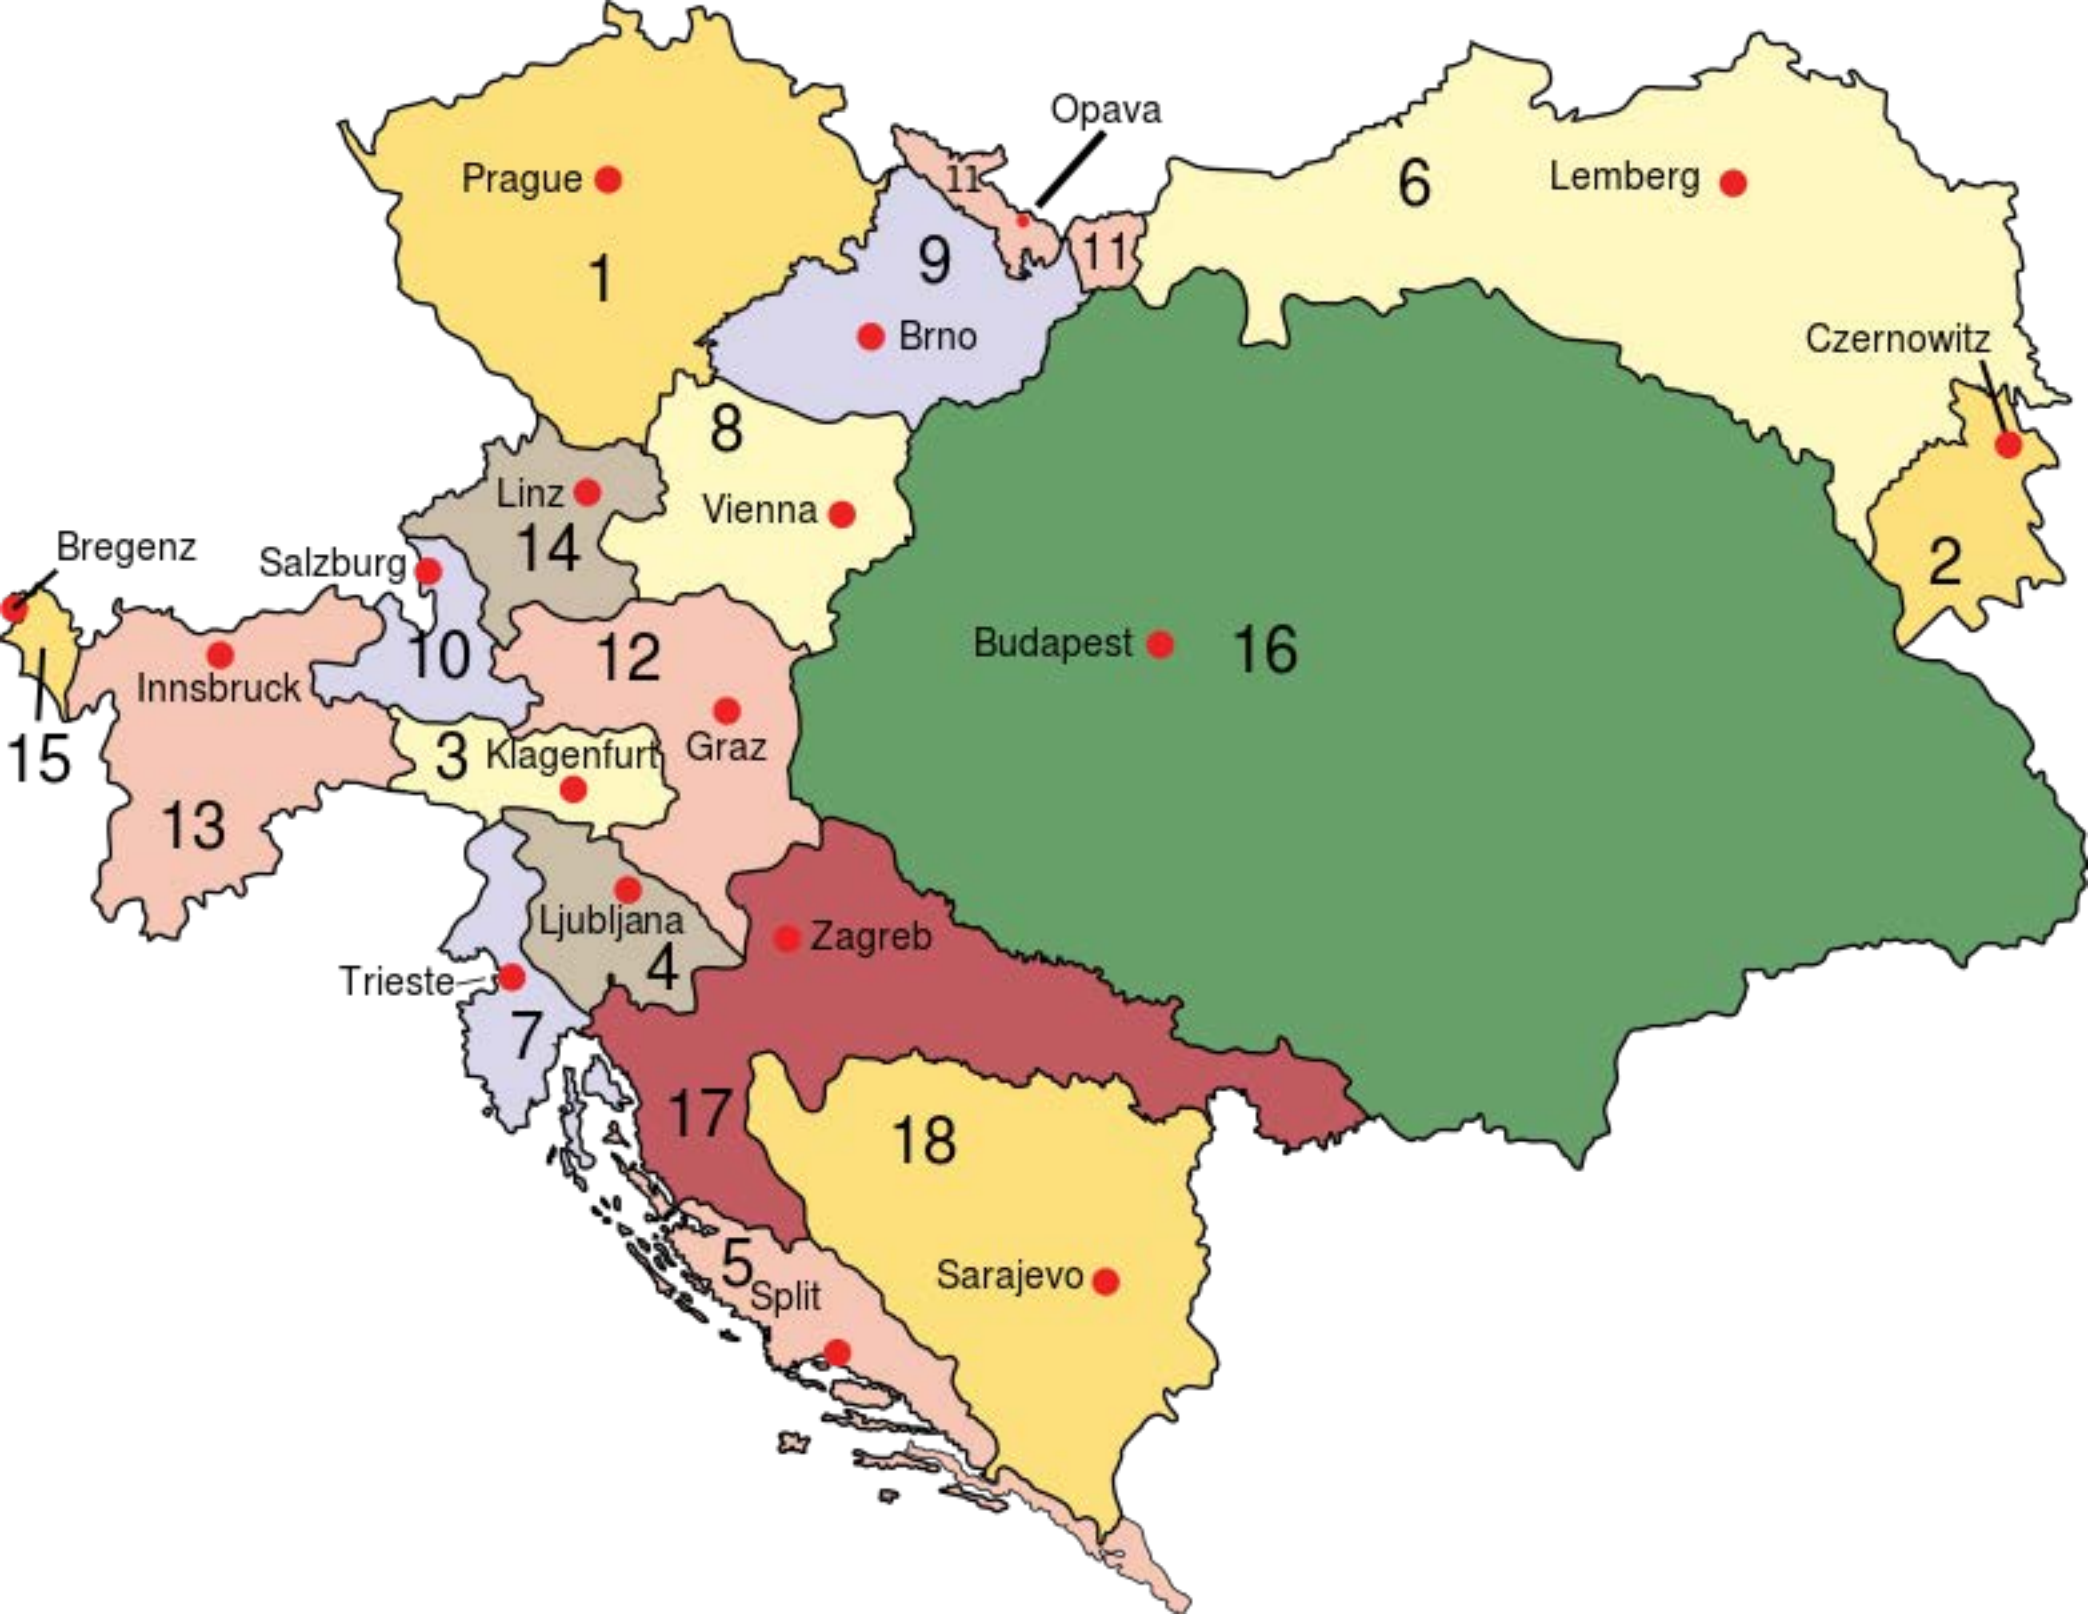 Opava
Prague
11
6
Lemberg
1
9
11
Brno
Czernowitz
8
Linz
Vienna
14
2
Bregenz
Salzburg
10
12
Budapest
16
Innsbruck
15
3
Klagenfurt
Graz
13
Ljubljana
4
Zagreb
Trieste
7
17
18
5
Split
Sarajevo